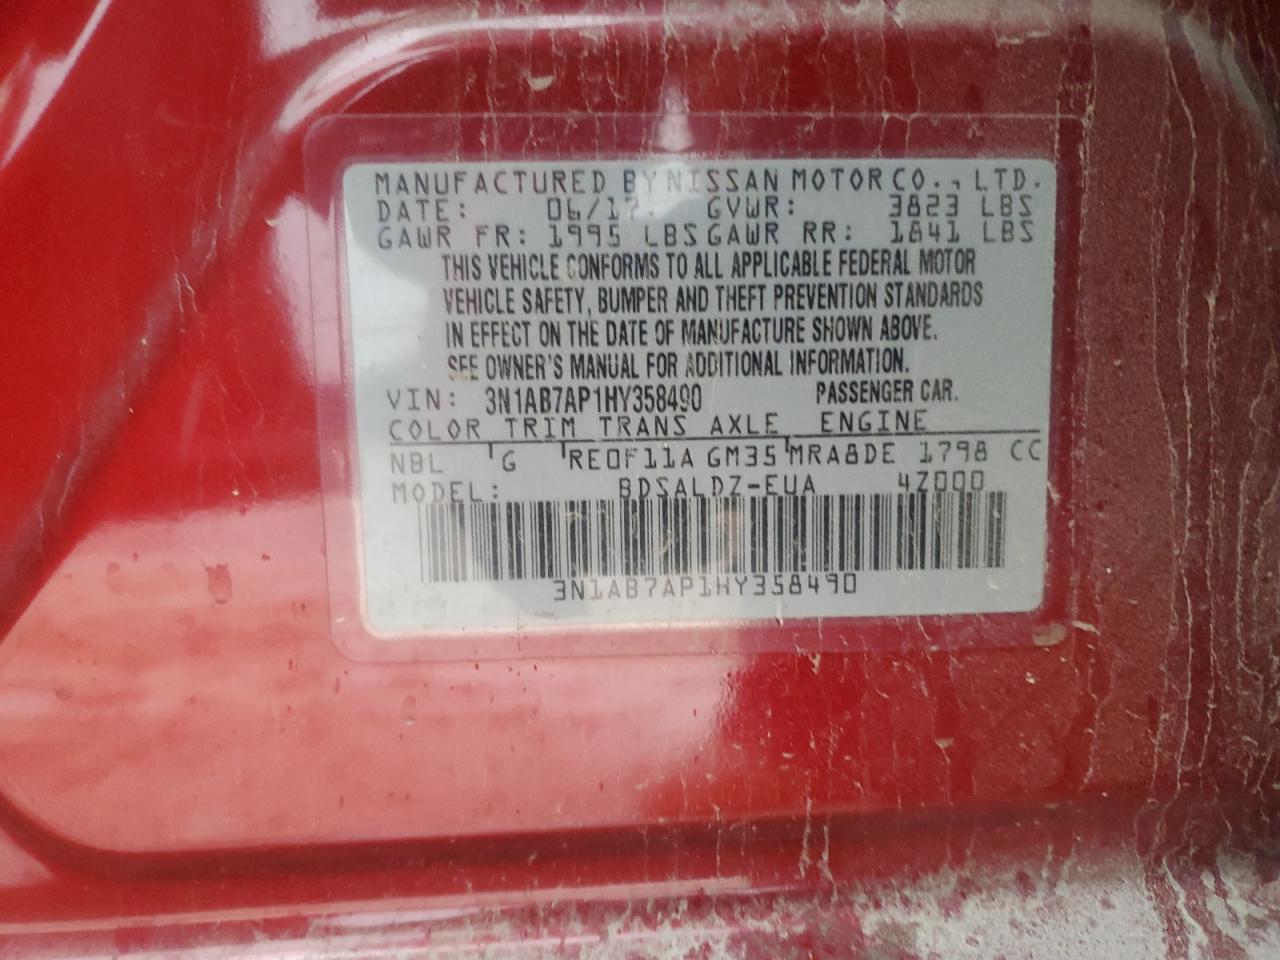 MANUFACTURED BY NISSAN MOTOR CO., LTD.
DATE: 06/17. GVWR: 3823 LBS
GAWR FR: 1995 LBS GAWR RR: 1841 LBS
THIS VEHICLE CONFORMS TO ALL APPLICABLE FEDERAL MOTOR
VEHICLE SAFETY, BUMPER AND THEFT PREVENTION STANDARDS
IN EFFECT ON THE DATE OF MANUFACTURE SHOWN ABOVE.
SEE OWNER'S MANUAL FOR ADDITIONAL INFORMATION.
VIN: 3N1AB7AP1HY358490 PASSENGER CAR.
COLOR TRIM TRANS AXLE ENGINE
NBL G RE0F11A GM35 MRA8DE 1798 CC
MODEL: BDSALDZ-EUA 4Z000
3N1AB7AP1HY358490